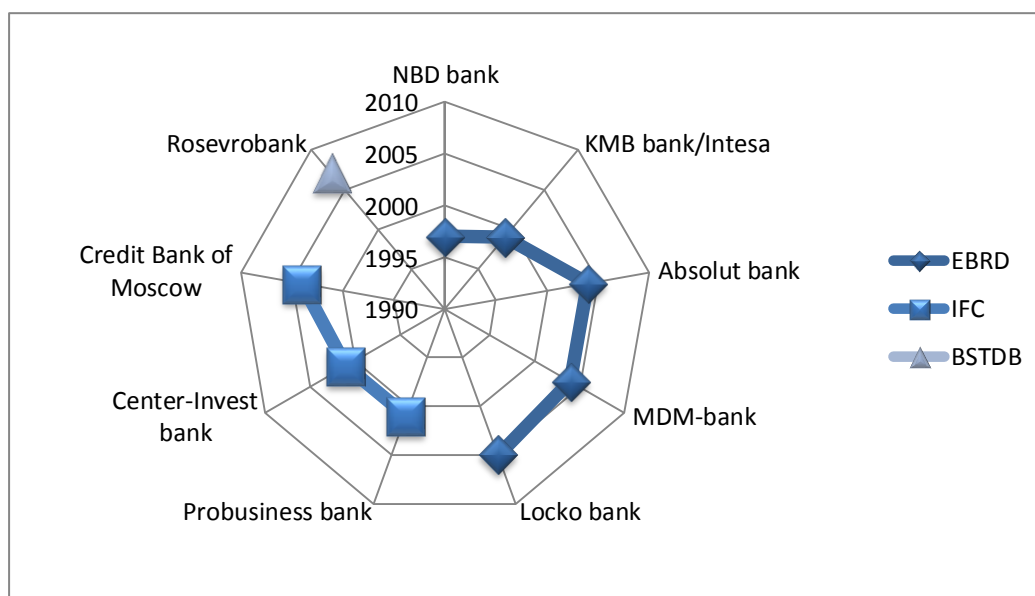 NBD bank
2010
Rosevrobank
KMB bank/Intesa
2005
2000
Credit Bank of
Moscow
1995
Absolut bank
EBRD
1990
IFC
BSTDB
Center-Invest
bank
MDM-bank
Probusiness bank
Locko bank